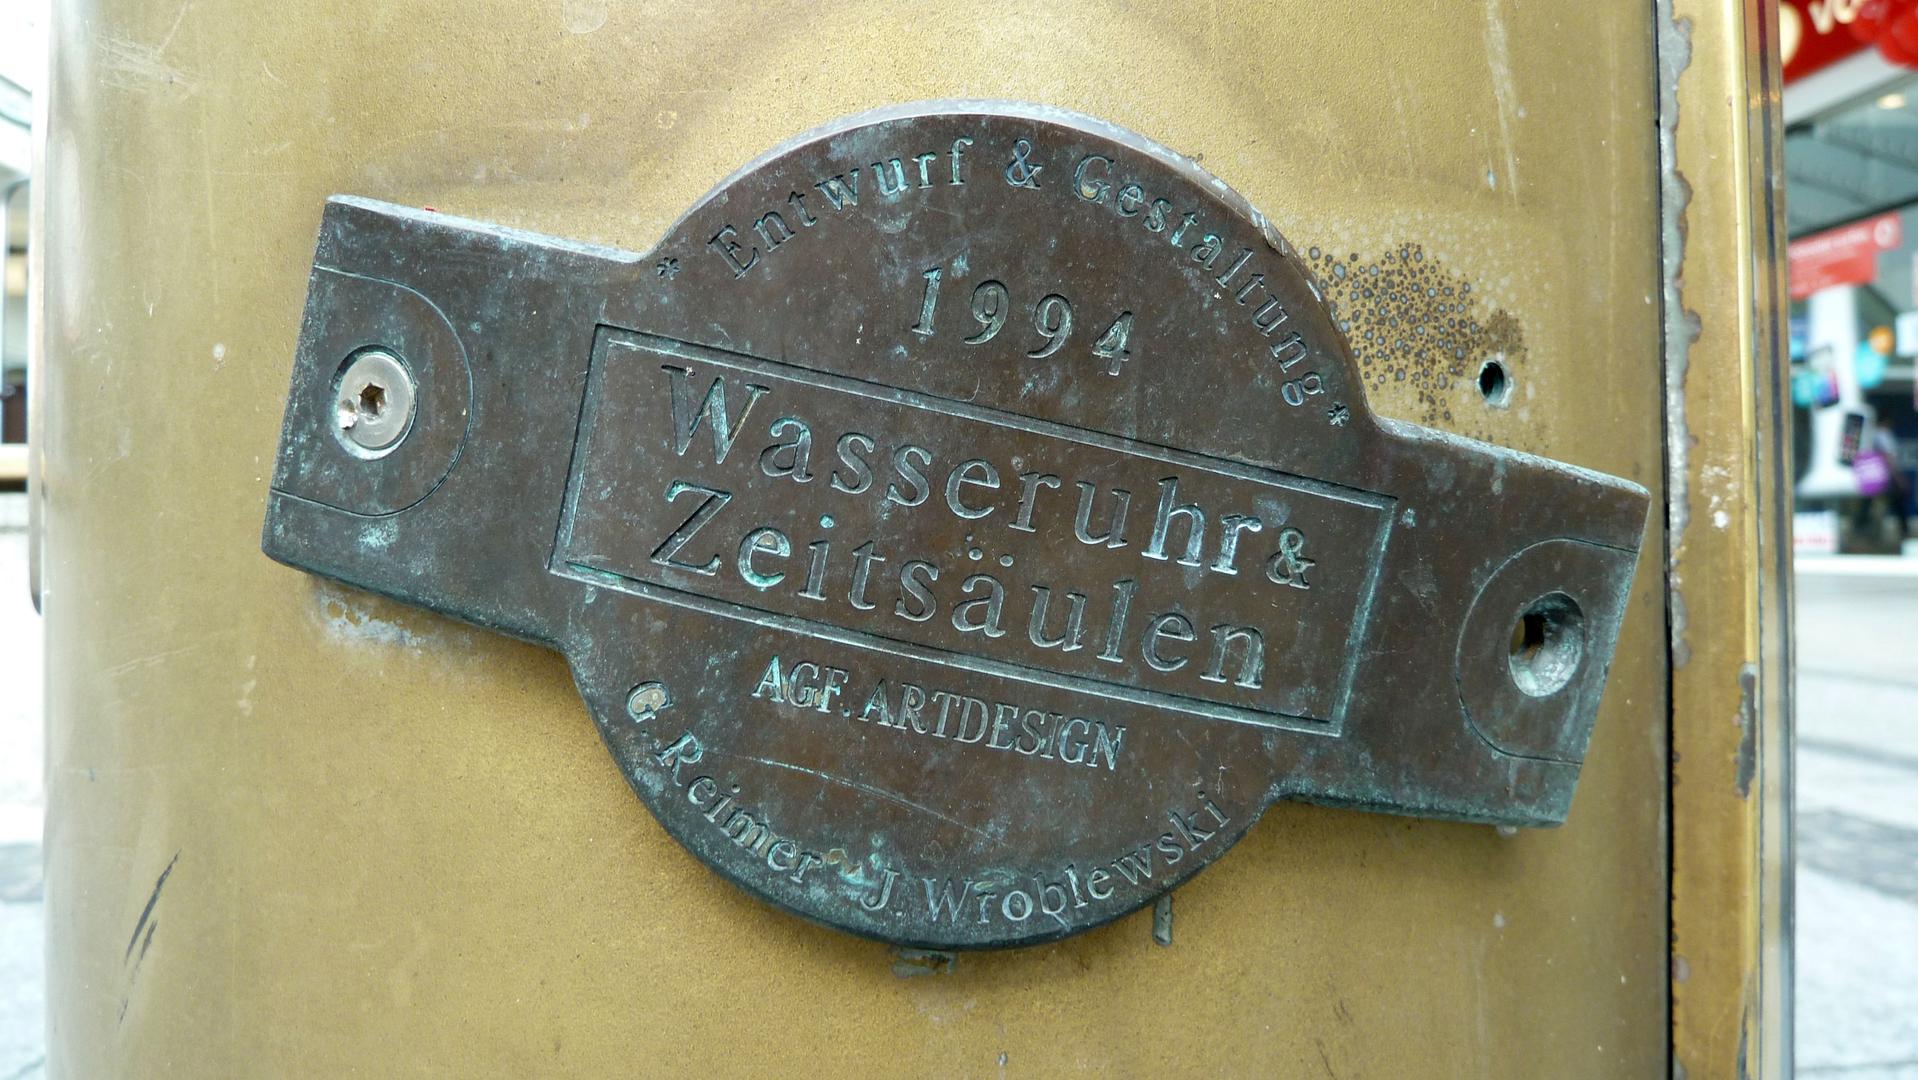 * Entwurf & Gestaltung *
1994
Wasseruhr &
Zeitsäulen
AGF. ARTDESIGN
G. Reimer - J Wroblewski